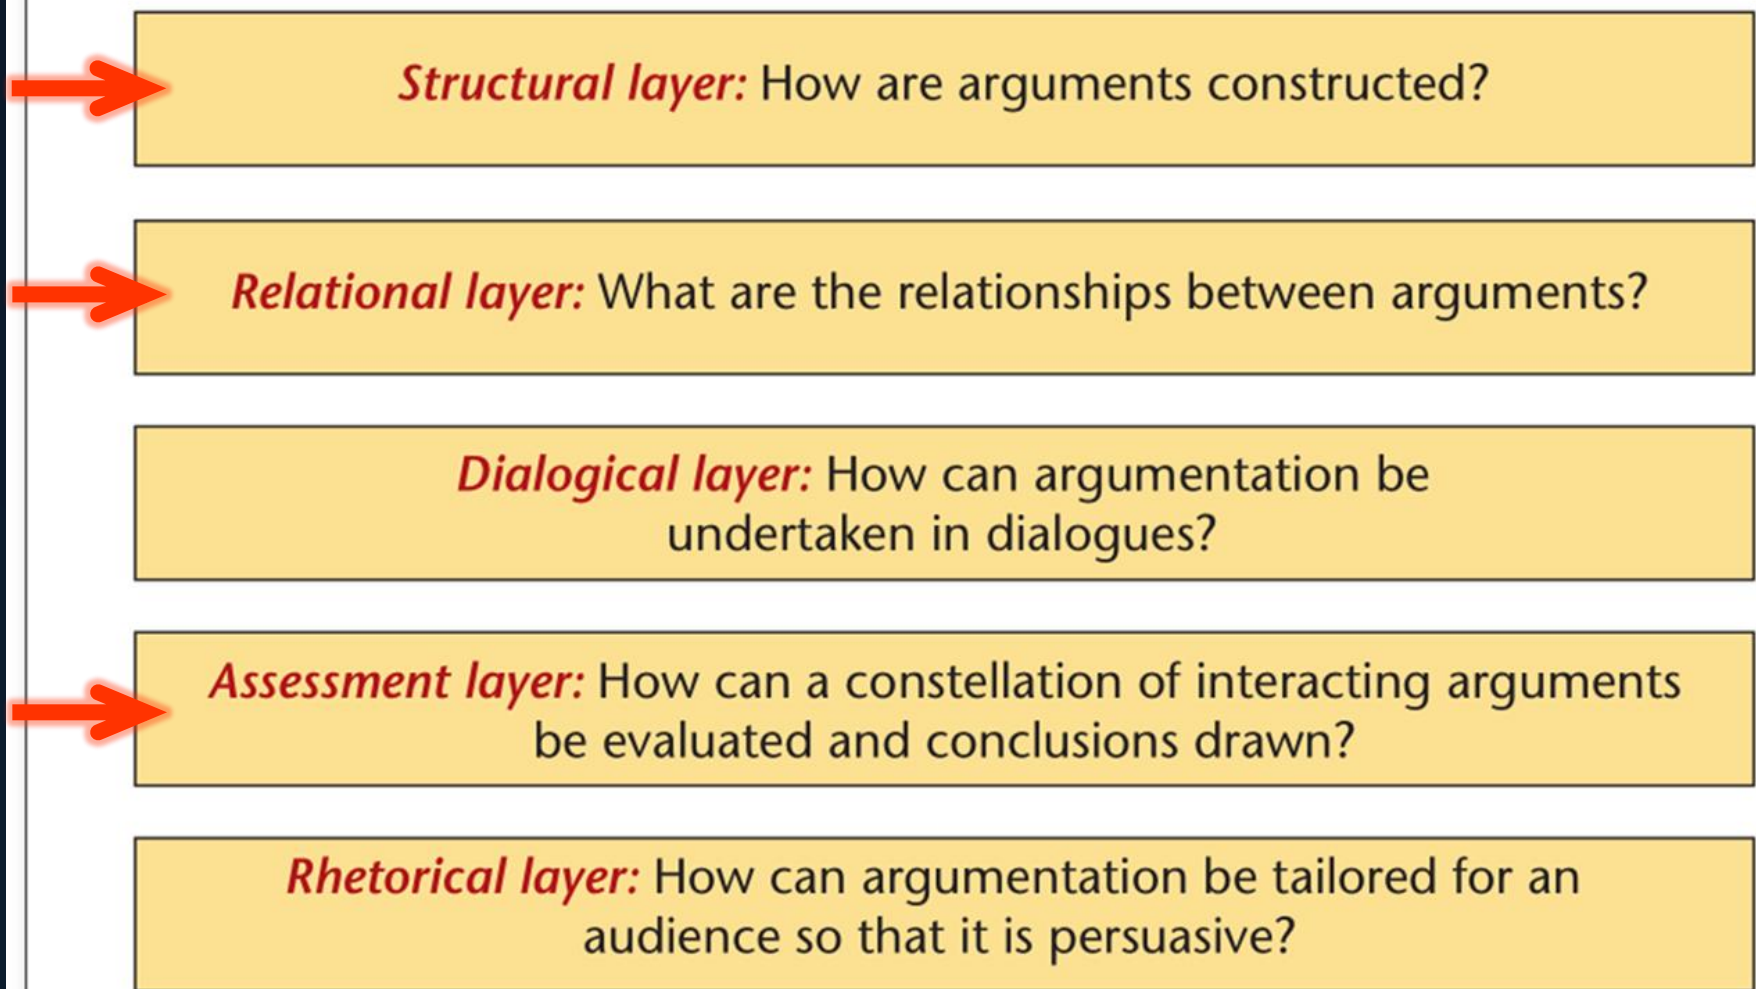 Structural layer: How are arguments constructed?
Relational layer: What are the relationships between arguments?
Dialogical layer: How can argumentation be
undertaken in dialogues?
Assessment layer: How can a constellation of interacting arguments
be evaluated and conclusions drawn?
Rhetorical layer: How can argumentation be tailored for an
audience so that it is persuasive?